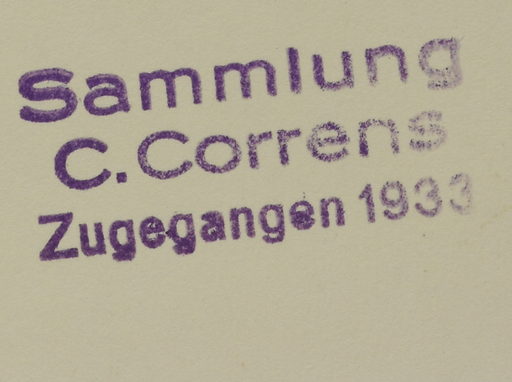 Sammlung
C. Correns
Zugegangen 1933